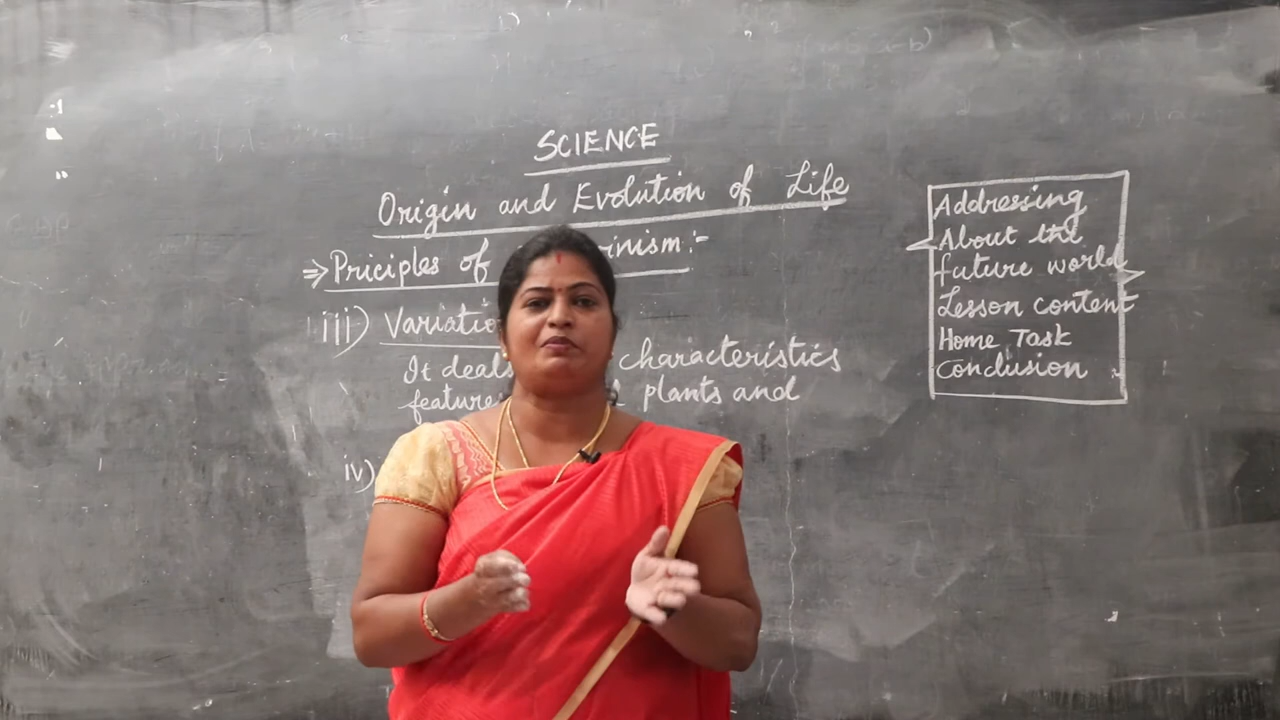 SCIENCE
Origin and Evolution of Life
⇒ Priciples of inism:-
iii) Variatio
It deals characteristics
feature plants and
iv)
Addressing
About the
future world
Lesson content
Home Task
Conclusion